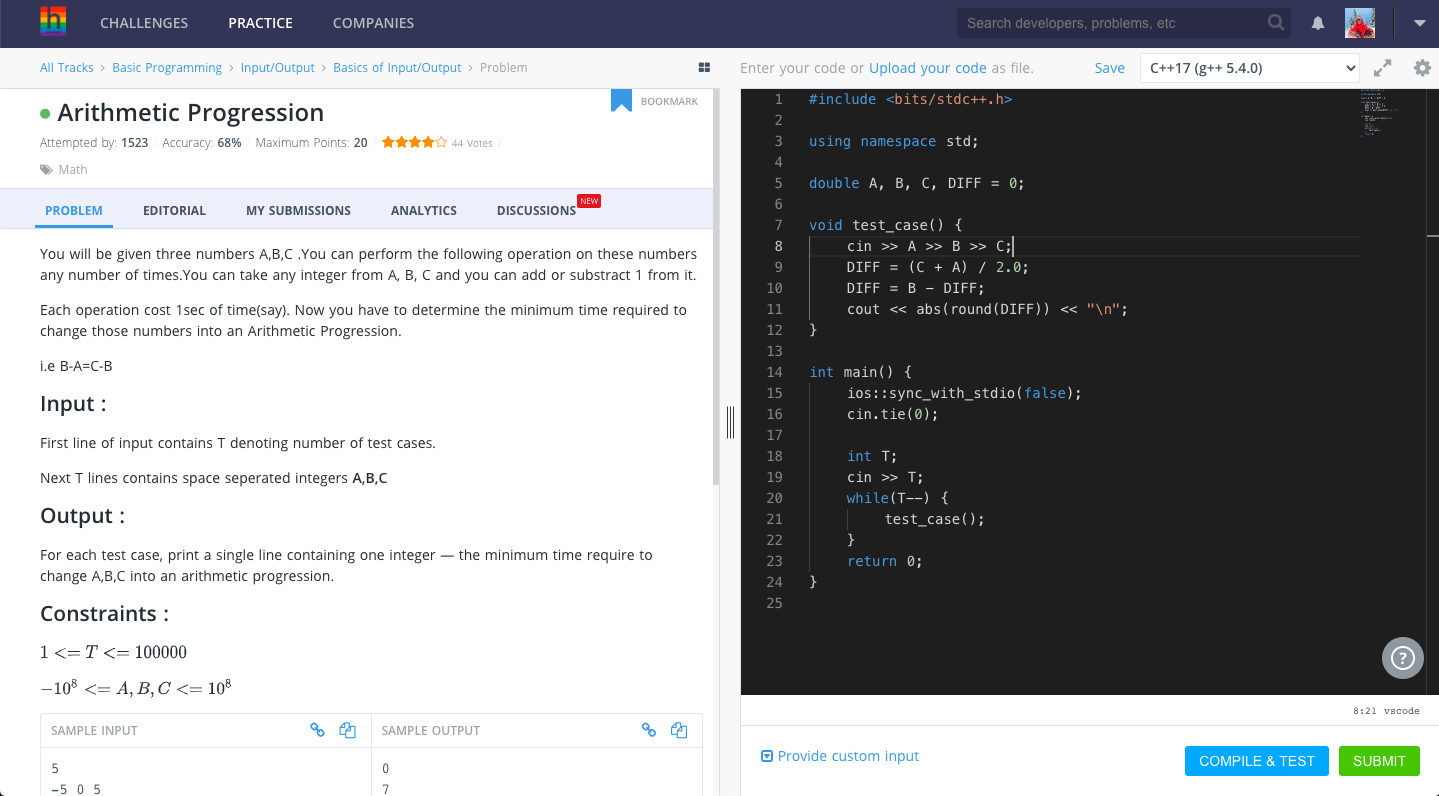 h CHALLENGES PRACTICE COMPANIES Search developers, problems, etc
All Tracks > Basic Programming > Input/Output > Basics of Input/Output > Problem
Arithmetic Progression
BOOKMARK
Attempted by: 1523 / Accuracy: 68% / Maximum Points: 20 / 44 Votes /
Math
PROBLEM EDITORIAL MY SUBMISSIONS ANALYTICS DISCUSSIONS NEW
You will be given three numbers A,B,C .You can perform the following operation on these numbers
any number of times.You can take any integer from A, B, C and you can add or substract 1 from it.
Each operation cost 1sec of time(say). Now you have to determine the minimum time required to
change those numbers into an Arithmetic Progression.
i.e B-A=C-B
Input :
First line of input contains T denoting number of test cases.
Next T lines contains space seperated integers A,B,C
Output :
For each test case, print a single line containing one integer — the minimum time require to
change A,B,C into an arithmetic progression.
Constraints :
1 <= T <= 100000
−10⁸ <= A, B, C <= 10⁸
SAMPLE INPUT SAMPLE OUTPUT
5 0
−5 0 5 7
Enter your code or Upload your code as file. Save C++17 (g++ 5.4.0)
1 #include <bits/stdc++.h>
2
3 using namespace std;
4
5 double A, B, C, DIFF = 0;
6
7 void test_case() {
8 cin >> A >> B >> C;
9 DIFF = (C + A) / 2.0;
10 DIFF = B - DIFF;
11 cout << abs(round(DIFF)) << "\n";
12 }
13
14 int main() {
15 ios::sync_with_stdio(false);
16 cin.tie(0);
17
18 int T;
19 cin >> T;
20 while(T--) {
21 test_case();
22 }
23 return 0;
24 }
25
?
8:21 vscode
Provide custom input COMPILE & TEST SUBMIT